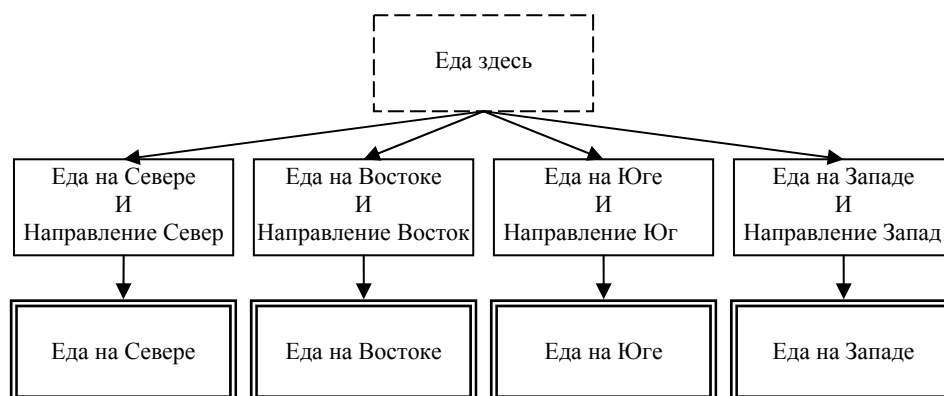 Еда здесь
Еда на Севере
И
Направление Север
Еда на Востоке
И
Направление Восток
Еда на Юге
И
Направление Юг
Еда на Западе
И
Направление Запад
Еда на Севере
Еда на Востоке
Еда на Юге
Еда на Западе